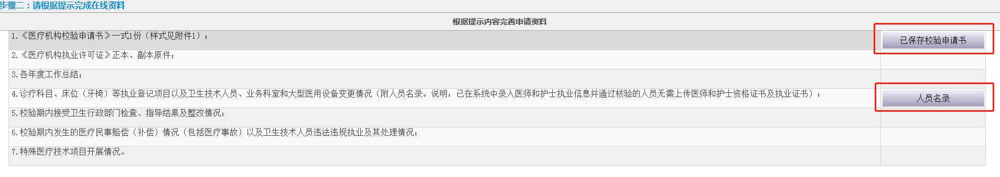 步骤二：请根据提示完成在线资料
根据提示内容完善申请资料
1.《医疗机构校验申请书》一式1份（样式见附件1）；
已保存校验申请书
2.《医疗机构执业许可证》正本、副本原件；
3.各年度工作总结；
4.诊疗科目、床位（牙椅）等执业登记项目以及卫生技术人员、业务科室和大型医用设备变更情况（附人员名录。说明：已在系统中录入医师和护士执业信息并通过核验的人员无需上传医师和护士资格证书及执业证书）；
人员名录
5.校验期内接受卫生行政部门检查、指导结果及整改情况；
6.校验期内发生的医疗民事赔偿（补偿）情况（包括医疗事故）以及卫生技术人员违法违规执业及其处理情况；
7.特殊医疗技术项目开展情况。